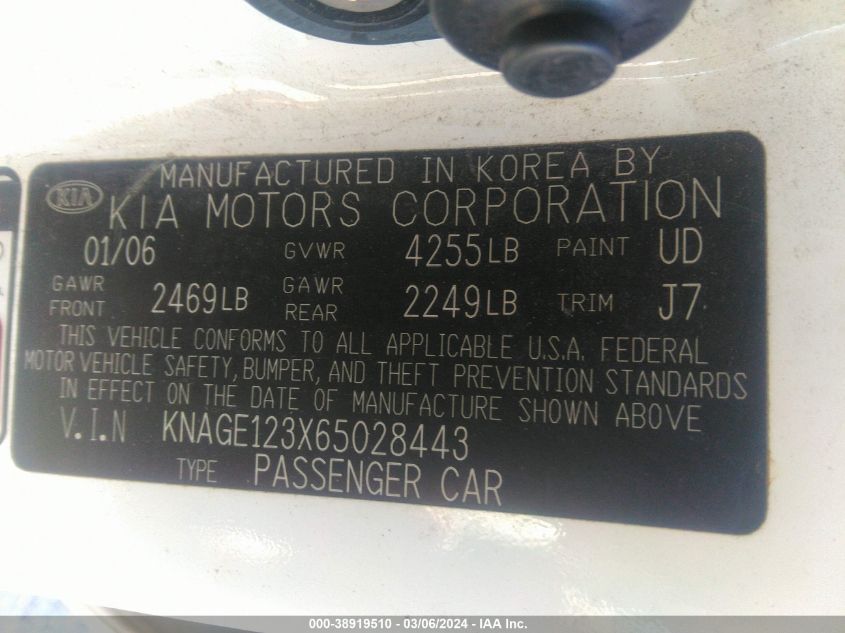 MANUFACTURED IN KOREA BY
KIA KIA MOTORS CORPORATION
01/06 GVWR 4255LB PAINT UD
GAWR FRONT 2469LB GAWR REAR 2249LB TRIM J7
THIS VEHICLE CONFORMS TO ALL APPLICABLE U.S.A. FEDERAL
MOTOR VEHICLE SAFETY, BUMPER, AND THEFT PREVENTION STANDARDS
IN EFFECT ON THE DATE OF MANUFACTURE SHOWN ABOVE
V.I.N KNAGE123X65028443
TYPE PASSENGER CAR
000-38919510 - 03/06/2024 - IAA Inc.